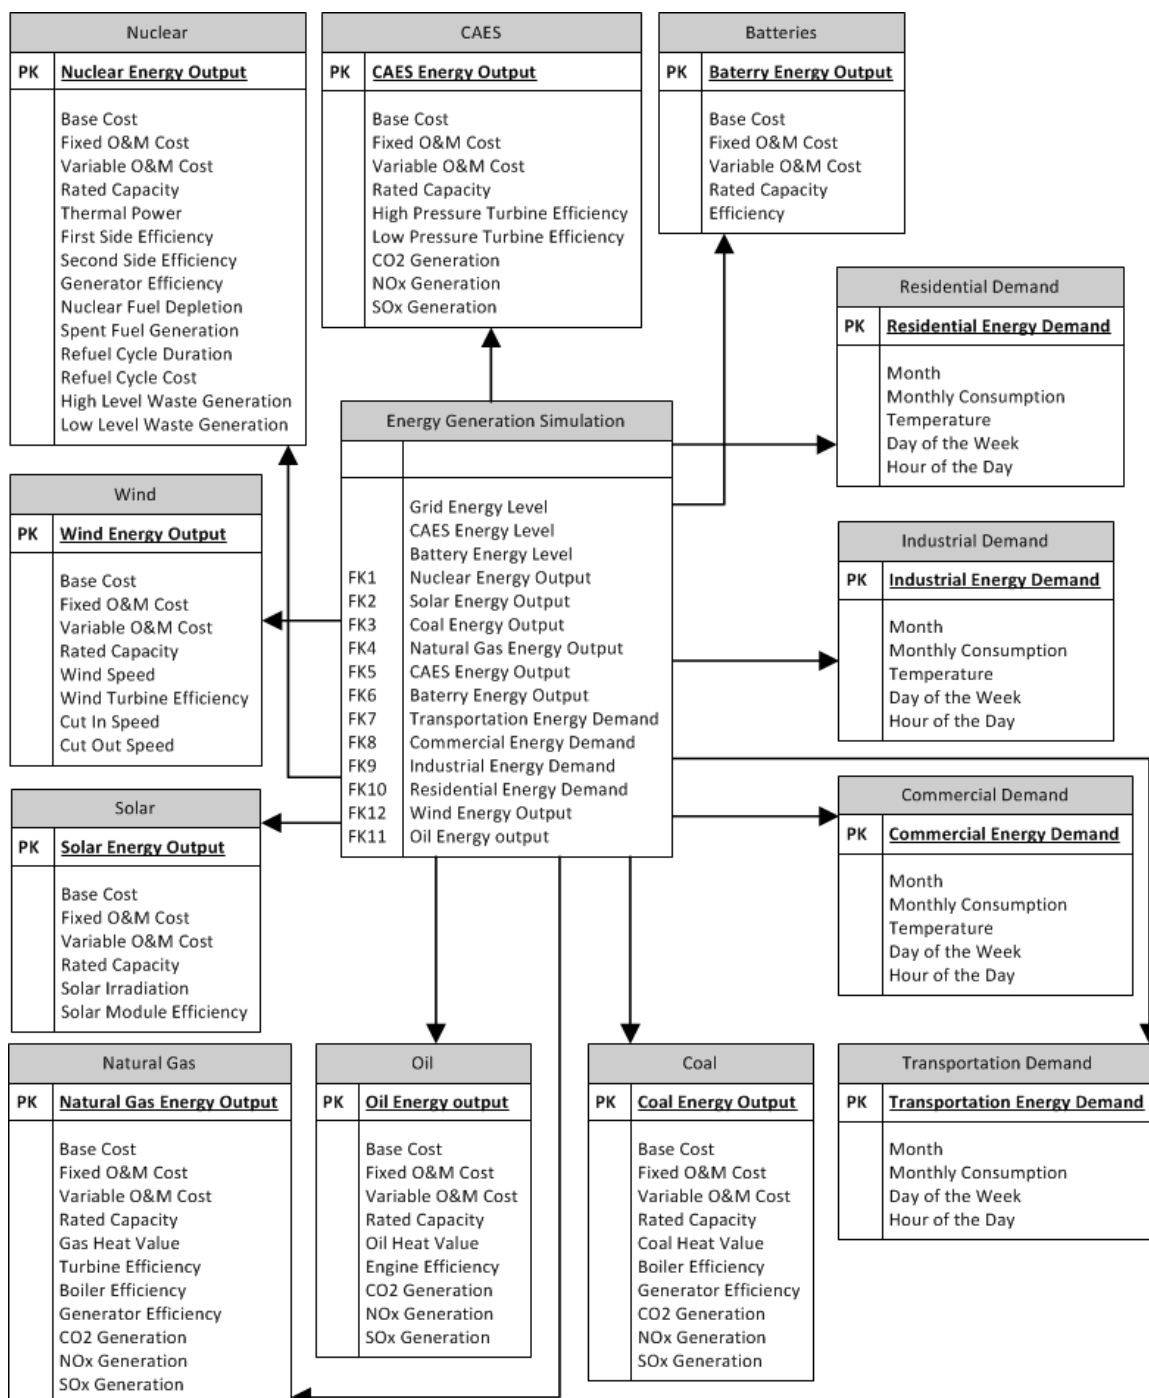 Nuclear
PK Nuclear Energy Output
Base Cost
Fixed O&M Cost
Variable O&M Cost
Rated Capacity
Thermal Power
First Side Efficiency
Second Side Efficiency
Generator Efficiency
Nuclear Fuel Depletion
Spent Fuel Generation
Refuel Cycle Duration
Refuel Cycle Cost
High Level Waste Generation
Low Level Waste Generation
CAES
PK CAES Energy Output
Base Cost
Fixed O&M Cost
Variable O&M Cost
Rated Capacity
High Pressure Turbine Efficiency
Low Pressure Turbine Efficiency
CO2 Generation
NOx Generation
SOx Generation
Batteries
PK Baterry Energy Output
Base Cost
Fixed O&M Cost
Variable O&M Cost
Rated Capacity
Efficiency
Residential Demand
PK Residential Energy Demand
Month
Monthly Consumption
Temperature
Day of the Week
Hour of the Day
Energy Generation Simulation
Grid Energy Level
CAES Energy Level
Battery Energy Level
FK1 Nuclear Energy Output
FK2 Solar Energy Output
FK3 Coal Energy Output
FK4 Natural Gas Energy Output
FK5 CAES Energy Output
FK6 Baterry Energy Output
FK7 Transportation Energy Demand
FK8 Commercial Energy Demand
FK9 Industrial Energy Demand
FK10 Residential Energy Demand
FK12 Wind Energy Output
FK11 Oil Energy output
Wind
PK Wind Energy Output
Base Cost
Fixed O&M Cost
Variable O&M Cost
Rated Capacity
Wind Speed
Wind Turbine Efficiency
Cut In Speed
Cut Out Speed
Industrial Demand
PK Industrial Energy Demand
Month
Monthly Consumption
Temperature
Day of the Week
Hour of the Day
Solar
PK Solar Energy Output
Base Cost
Fixed O&M Cost
Variable O&M Cost
Rated Capacity
Solar Irradiation
Solar Module Efficiency
Commercial Demand
PK Commercial Energy Demand
Month
Monthly Consumption
Temperature
Day of the Week
Hour of the Day
Natural Gas
PK Natural Gas Energy Output
Base Cost
Fixed O&M Cost
Variable O&M Cost
Rated Capacity
Gas Heat Value
Turbine Efficiency
Boiler Efficiency
Generator Efficiency
CO2 Generation
NOx Generation
SOx Generation
Oil
PK Oil Energy output
Base Cost
Fixed O&M Cost
Variable O&M Cost
Rated Capacity
Oil Heat Value
Engine Efficiency
CO2 Generation
NOx Generation
SOx Generation
Coal
PK Coal Energy Output
Base Cost
Fixed O&M Cost
Variable O&M Cost
Rated Capacity
Coal Heat Value
Boiler Efficiency
Generator Efficiency
CO2 Generation
NOx Generation
SOx Generation
Transportation Demand
PK Transportation Energy Demand
Month
Monthly Consumption
Day of the Week
Hour of the Day